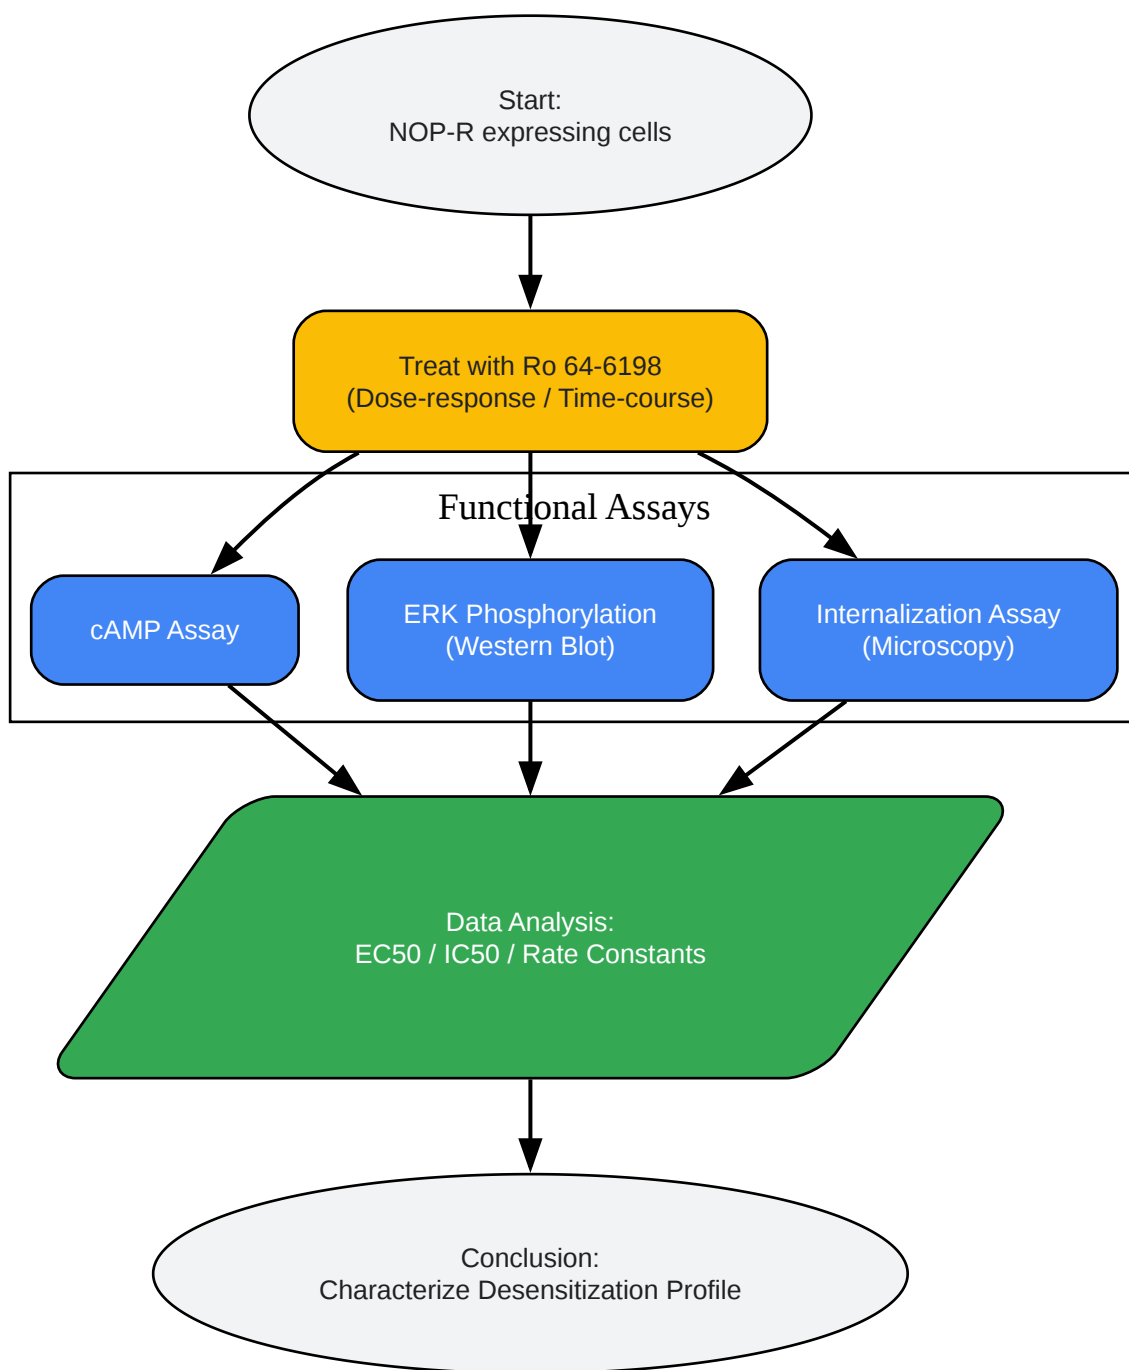 Start:
NOP-R expressing cells
Treat with Ro 64-6198
(Dose-response / Time-course)
Functional Assays
cAMP Assay
ERK Phosphorylation
(Western Blot)
Internalization Assay
(Microscopy)
Data Analysis:
EC50 / IC50 / Rate Constants
Conclusion:
Characterize Desensitization Profile